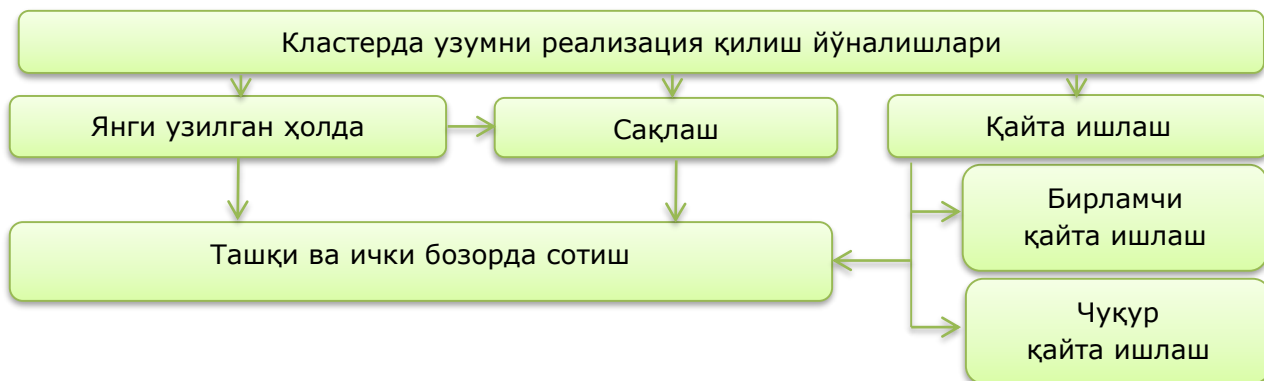 Кластерда узумни реализация қилиш йўналишлари
Янги узилган ҳолда
Сақлаш
Қайта ишлаш
Бирламчи
қайта ишлаш
Ташқи ва ички бозорда сотиш
Чуқур
қайта ишлаш